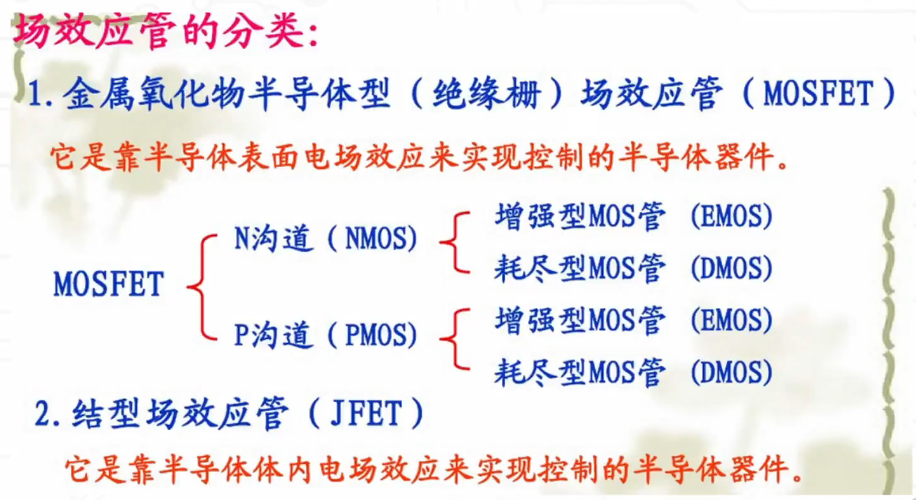 场效应管的分类:
1. 金属氧化物半导体型（绝缘栅）场效应管（MOSFET）
它是靠半导体表面电场效应来实现控制的半导体器件。
N沟道（NMOS)
增强型MOS管 (EMOS)
耗尽型MOS管 (DMOS)
MOSFET
P沟道（PMOS)
增强型MOS管 (EMOS)
耗尽型MOS管 (DMOS)
2. 结型场效应管（JFET）
它是靠半导体体内电场效应来实现控制的半导体器件。